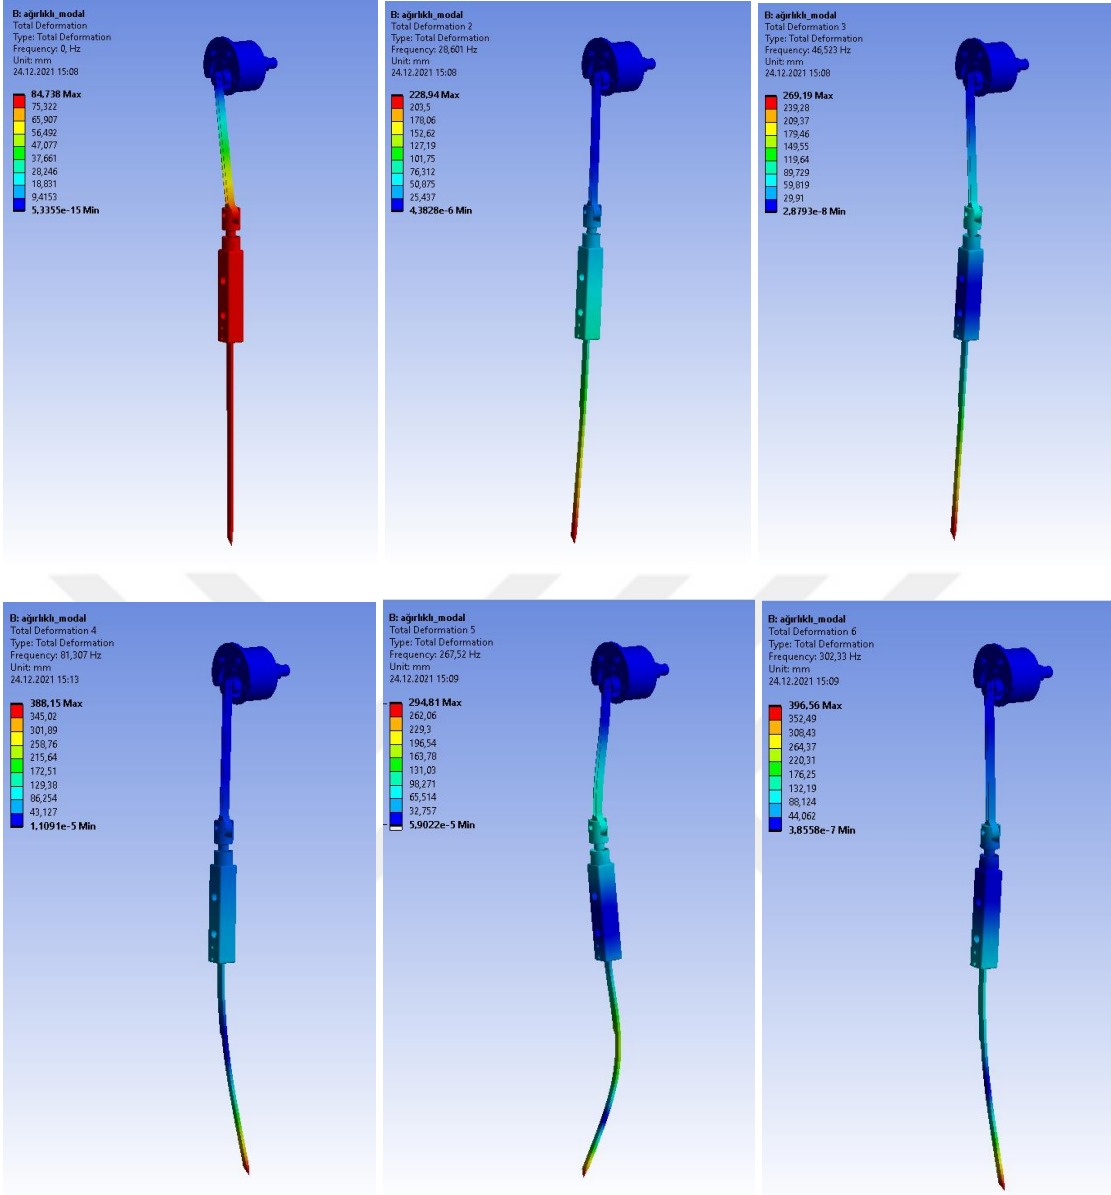 B: ağırlıklı_modal
Total Deformation
Type: Total Deformation
Frequency: 0, Hz
Unit: mm
24.12.2021 15:08
84,738 Max
75,322
65,907
56,492
47,077
37,661
28,246
18,831
9,4153
5,3355e-15 Min
B: ağırlıklı_modal
Total Deformation 2
Type: Total Deformation
Frequency: 28,601 Hz
Unit: mm
24.12.2021 15:08
228,94 Max
203,5
178,06
152,62
127,19
101,75
76,312
50,875
25,437
4,3828e-6 Min
B: ağırlıklı_modal
Total Deformation 3
Type: Total Deformation
Frequency: 46,523 Hz
Unit: mm
24.12.2021 15:08
269,19 Max
239,28
209,37
179,46
149,55
119,64
89,729
59,819
29,91
2,8793e-8 Min
B: ağırlıklı_modal
Total Deformation 4
Type: Total Deformation
Frequency: 81,307 Hz
Unit: mm
24.12.2021 15:13
388,15 Max
345,02
301,89
258,76
215,64
172,51
129,38
86,254
43,127
1,1091e-5 Min
B: ağırlıklı_modal
Total Deformation 5
Type: Total Deformation
Frequency: 267,52 Hz
Unit: mm
24.12.2021 15:09
294,81 Max
262,06
229,3
196,54
163,78
131,03
98,271
65,514
32,757
5,9022e-5 Min
B: ağırlıklı_modal
Total Deformation 6
Type: Total Deformation
Frequency: 302,33 Hz
Unit: mm
24.12.2021 15:09
396,56 Max
352,49
308,43
264,37
220,31
176,25
132,19
88,124
44,062
3,8558e-7 Min